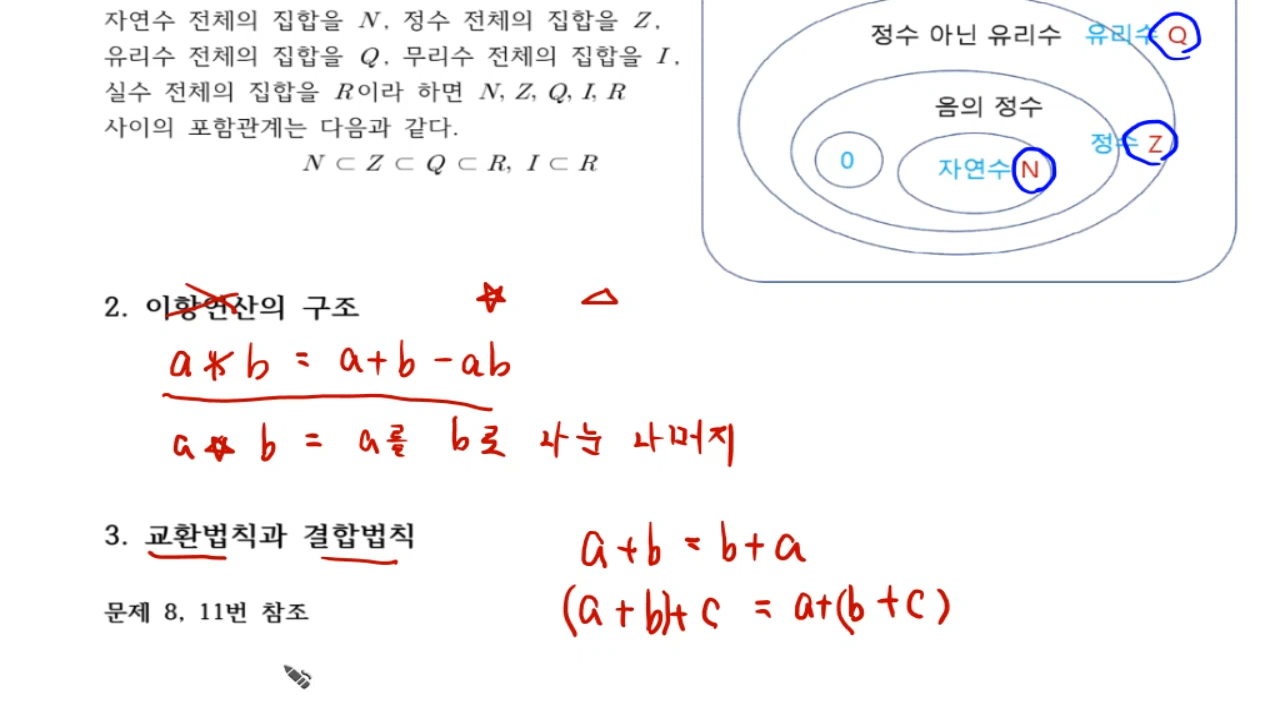 자연수 전체의 집합을 N, 정수 전체의 집합을 Z,
유리수 전체의 집합을 Q, 무리수 전체의 집합을 I,
실수 전체의 집합을 R이라 하면 N, Z, Q, I, R
사이의 포함관계는 다음과 같다.
N ⊂ Z ⊂ Q ⊂ R, I ⊂ R
정수 아닌 유리수 유리수 Q
음의 정수
정수 Z
0
자연수 N
2. 이항연산의 구조
☆ △
a * b = a + b - ab
a ☆ b = a를 b로 나눈 나머지
3. 교환법칙과 결합법칙
a + b = b + a
(a + b) + c = a + (b + c)
문제 8, 11번 참조